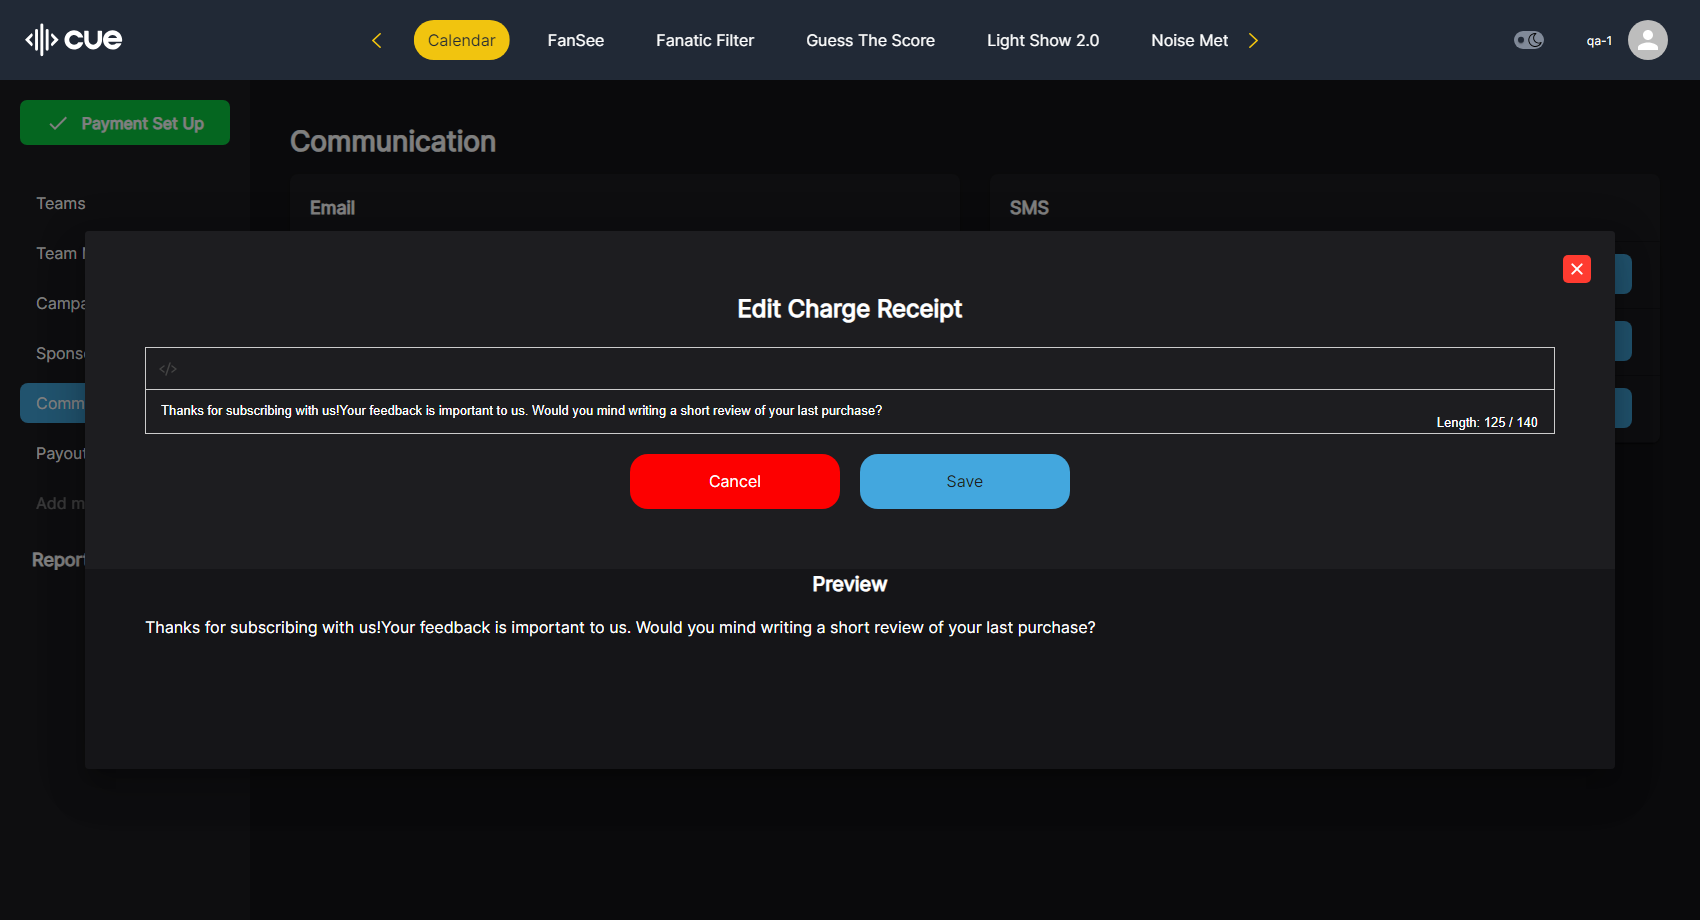 cue
Calendar
FanSee
Fanatic Filter
Guess The Score
Light Show 2.0
Noise Met
qa-1
Payment Set Up
Communication
Teams
Email
SMS
Team
Campa
Edit Charge Receipt
Sponso
</>
Comm
Thanks for subscribing with us!Your feedback is important to us. Would you mind writing a short review of your last purchase?
Length: 125 / 140
Payout
Cancel
Save
Add m
Report
Preview
Thanks for subscribing with us!Your feedback is important to us. Would you mind writing a short review of your last purchase?